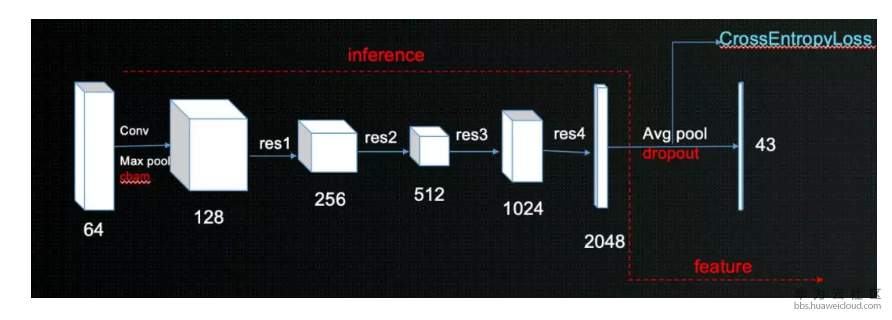 CrossEntropyLoss
inference
Conv
Max pool
cbam
res1
res2
res3
res4
Avg pool
dropout
43
64
128
256
512
1024
2048
feature
bbs.huaweicloud.com